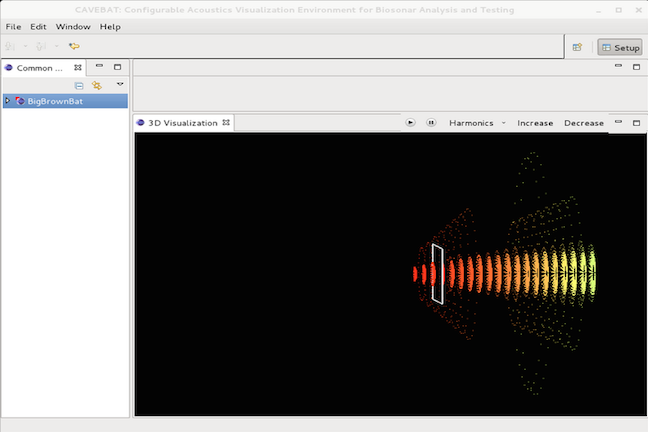 CAVEBAT: Configurable Acoustics Visualization Environment for Biosonar Analysis and Testing
File Edit Window Help
Setup
Common ...
BigBrownBat
3D Visualization
Harmonics
Increase
Decrease